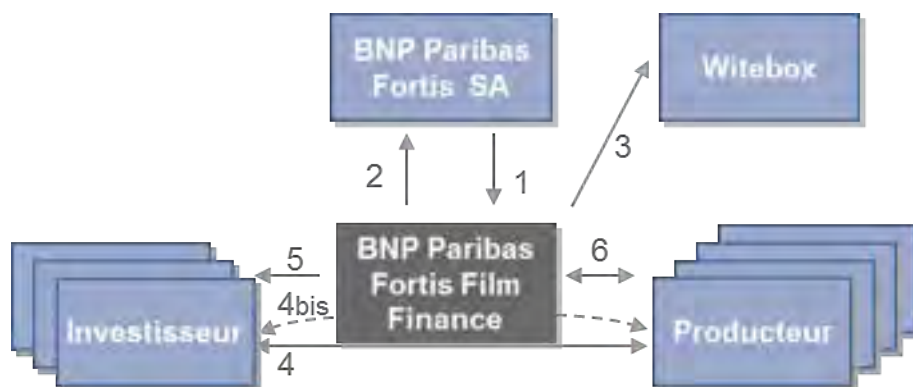 BNP Paribas
Fortis SA
Witebox
3
2
1
BNP Paribas
Fortis Film
Finance
5
6
4bis
Investisseur
Producteur
4